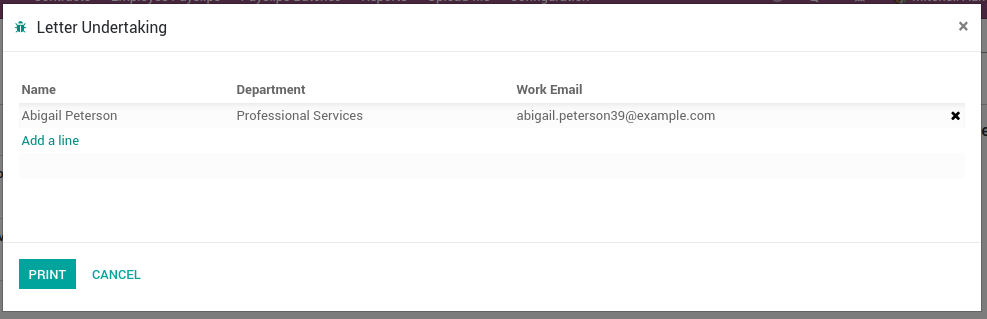 Letter Undertaking
×
Name Department Work Email
Abigail Peterson Professional Services abigail.peterson39@example.com
Add a line
PRINT CANCEL